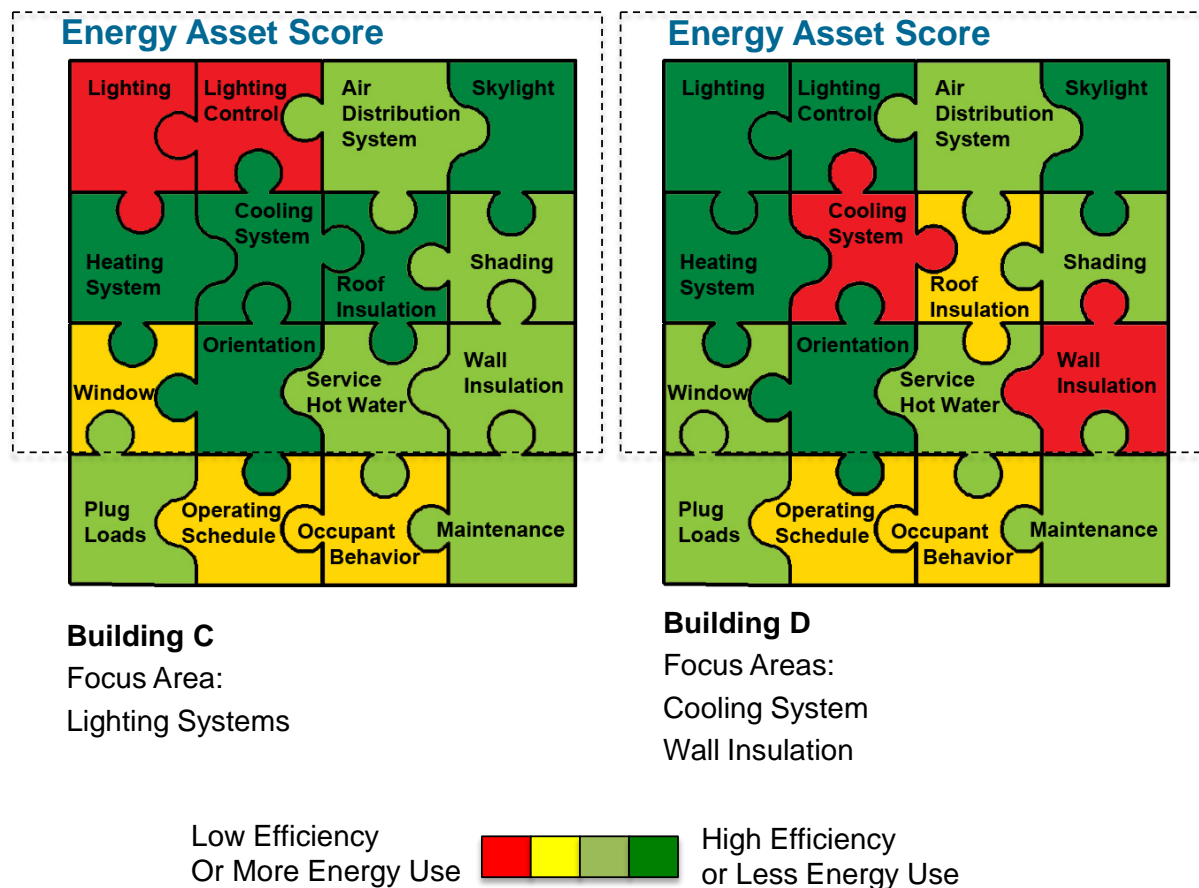 Energy Asset Score
Lighting
Lighting
Control
Air
Distribution
System
Skylight
Heating
System
Cooling
System
Roof
Insulation
Shading
Window
Orientation
Service
Hot Water
Wall
Insulation
Plug
Loads
Operating
Schedule
Occupant
Behavior
Maintenance
Building C
Focus Area:
Lighting Systems
Energy Asset Score
Lighting
Lighting
Control
Air
Distribution
System
Skylight
Heating
System
Cooling
System
Roof
Insulation
Shading
Window
Orientation
Service
Hot Water
Wall
Insulation
Plug
Loads
Operating
Schedule
Occupant
Behavior
Maintenance
Building D
Focus Areas:
Cooling System
Wall Insulation
Low Efficiency
Or More Energy Use
High Efficiency
or Less Energy Use